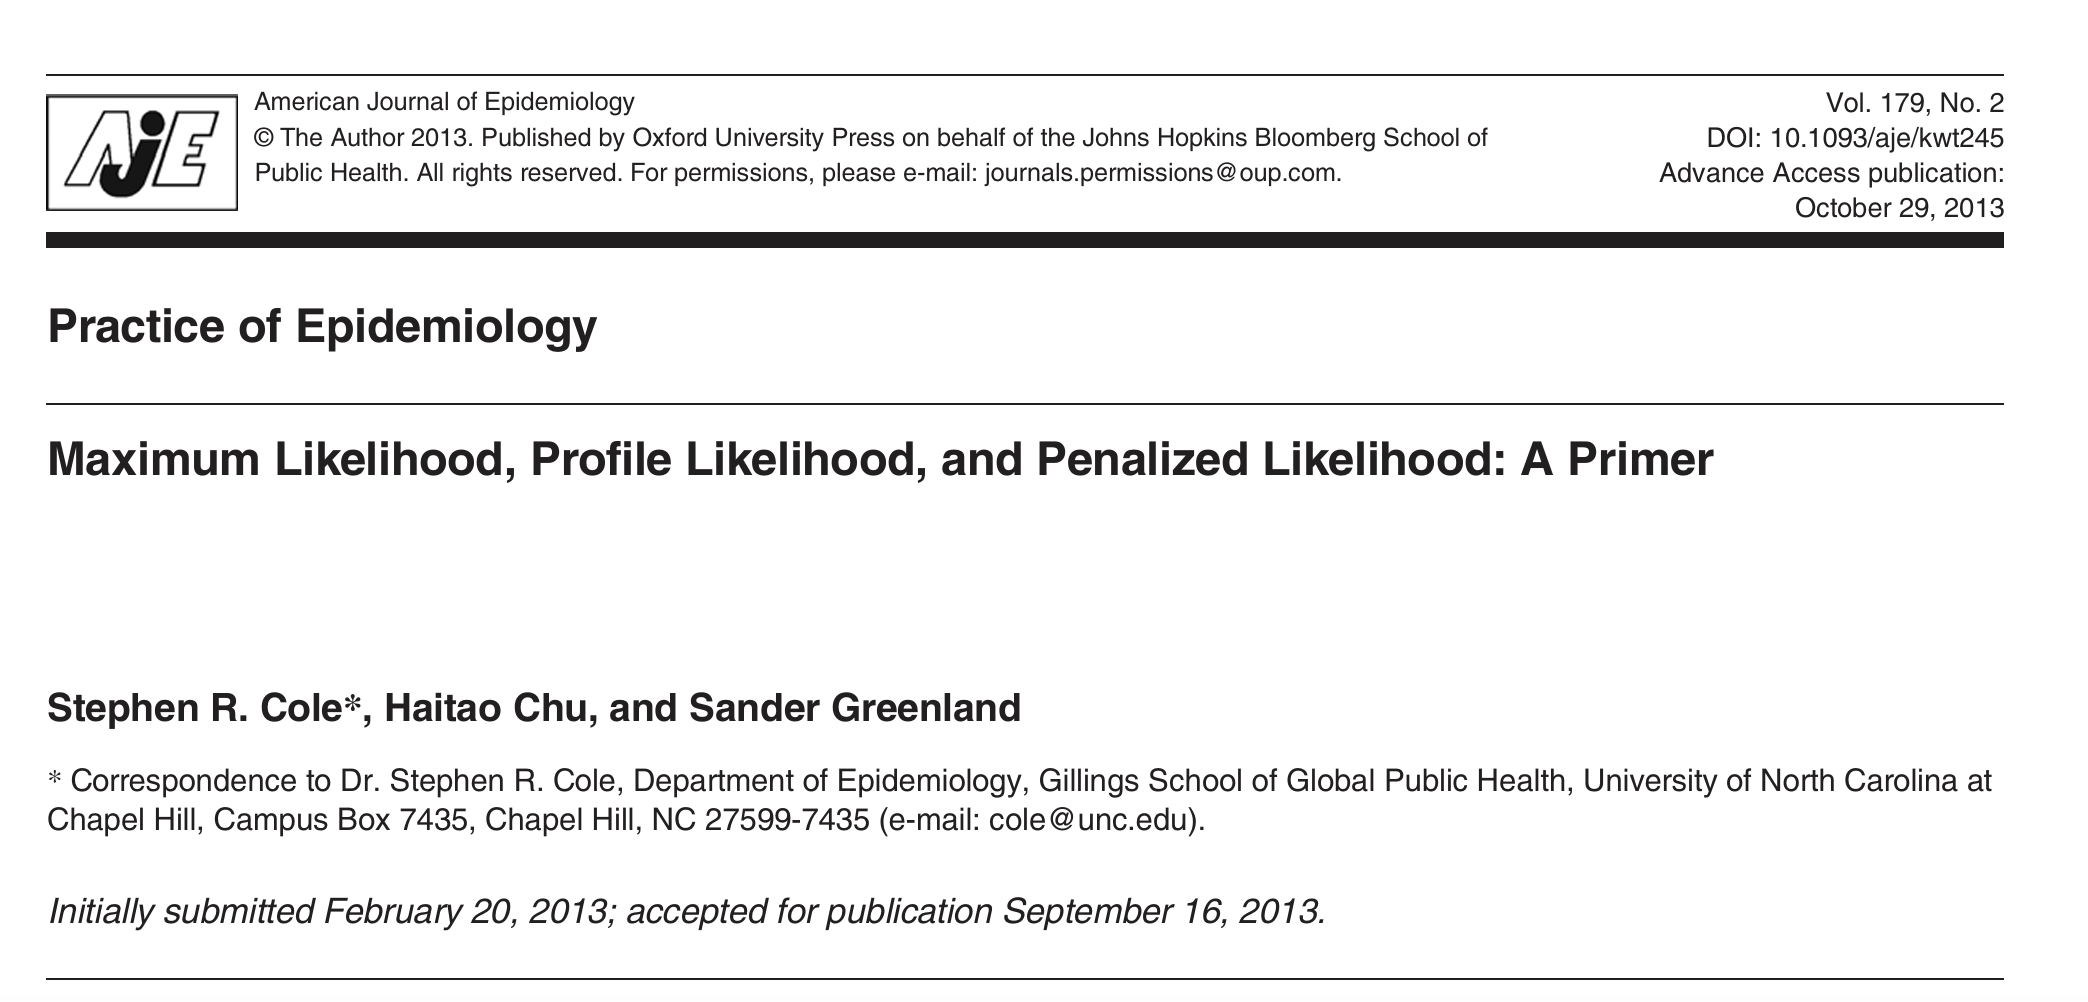 AJE
American Journal of Epidemiology
© The Author 2013. Published by Oxford University Press on behalf of the Johns Hopkins Bloomberg School of
Public Health. All rights reserved. For permissions, please e-mail: journals.permissions@oup.com.
Vol. 179, No. 2
DOI: 10.1093/aje/kwt245
Advance Access publication:
October 29, 2013
Practice of Epidemiology
Maximum Likelihood, Profile Likelihood, and Penalized Likelihood: A Primer
Stephen R. Cole*, Haitao Chu, and Sander Greenland
* Correspondence to Dr. Stephen R. Cole, Department of Epidemiology, Gillings School of Global Public Health, University of North Carolina at
Chapel Hill, Campus Box 7435, Chapel Hill, NC 27599-7435 (e-mail: cole@unc.edu).
Initially submitted February 20, 2013; accepted for publication September 16, 2013.